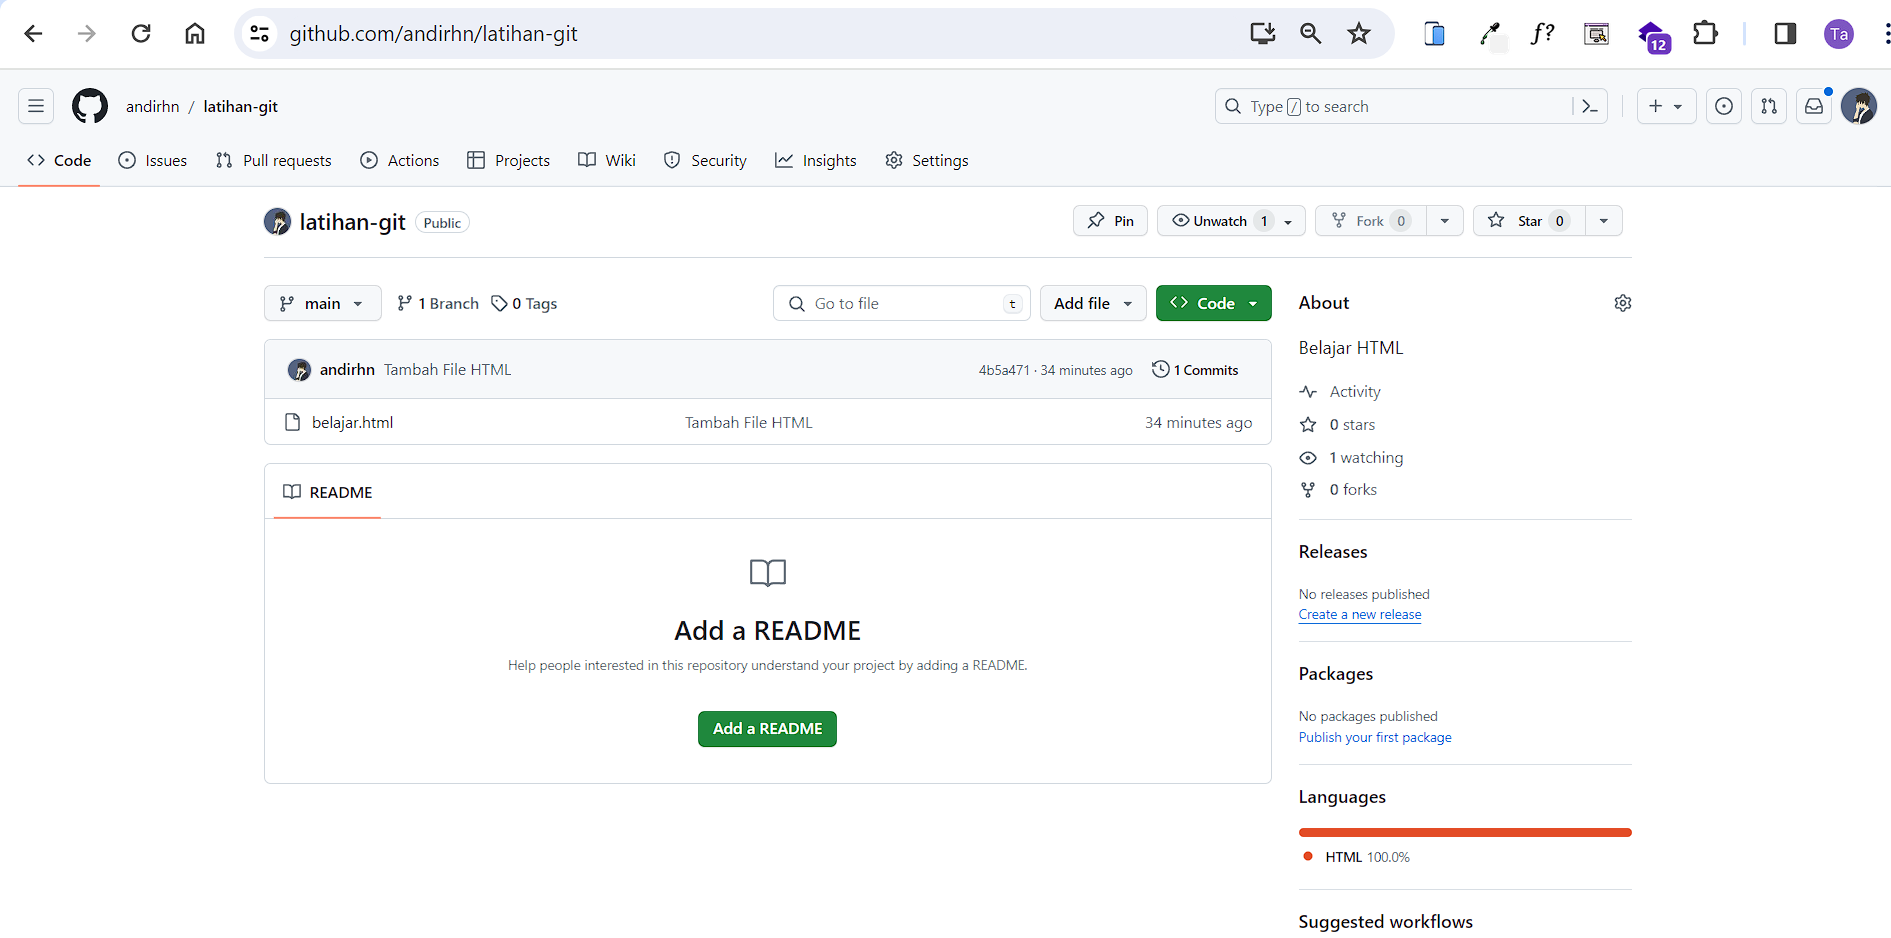 github.com/andirhn/latihan-git
f?
12
Ta
andirhn / latihan-git
Type / to search
Code Issues Pull requests Actions Projects Wiki Security Insights Settings
latihan-git Public
Pin Unwatch 1 Fork 0 Star 0
main 1 Branch 0 Tags Go to file t Add file Code
andirhn Tambah File HTML 4b5a471 · 34 minutes ago 1 Commits
belajar.html Tambah File HTML 34 minutes ago
README
Add a README
Help people interested in this repository understand your project by adding a README.
Add a README
About
Belajar HTML
Activity
0 stars
1 watching
0 forks
Releases
No releases published
Create a new release
Packages
No packages published
Publish your first package
Languages
HTML 100.0%
Suggested workflows